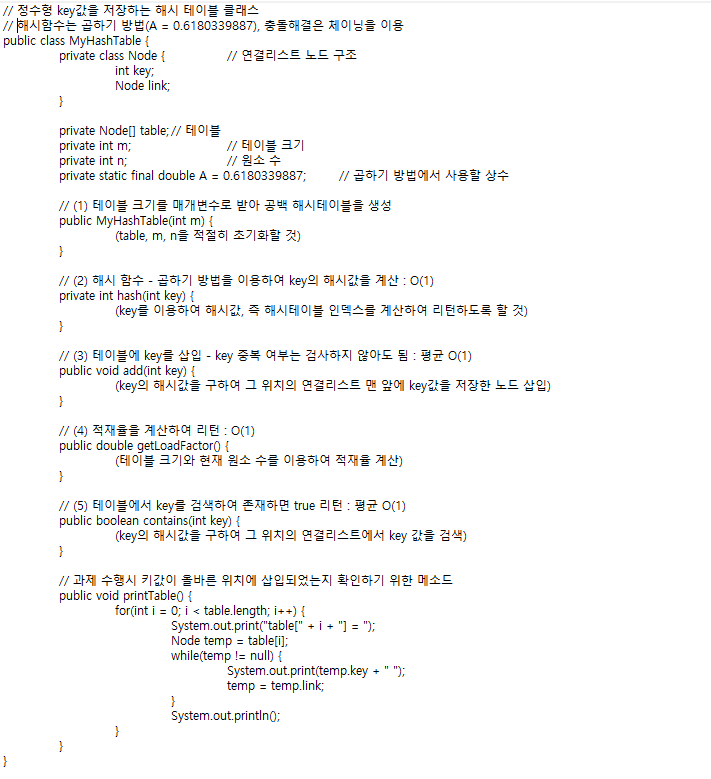 // 정수형 key값을 저장하는 해시 테이블 클래스
// 해시함수는 곱하기 방법(A = 0.6180339887), 충돌해결은 체이닝을 이용
public class MyHashTable {
private class Node { // 연결리스트 노드 구조
int key;
Node link;
}
private Node[] table; // 테이블
private int m; // 테이블 크기
private int n; // 원소 수
private static final double A = 0.6180339887; // 곱하기 방법에서 사용할 상수
// (1) 테이블 크기를 매개변수로 받아 공백 해시테이블을 생성
public MyHashTable(int m) {
(table, m, n을 적절히 초기화할 것)
}
// (2) 해시 함수 - 곱하기 방법을 이용하여 key의 해시값을 계산 : O(1)
private int hash(int key) {
(key를 이용하여 해시값, 즉 해시테이블 인덱스를 계산하여 리턴하도록 할 것)
}
// (3) 테이블에 key를 삽입 - key 중복 여부는 검사하지 않아도 됨 : 평균 O(1)
public void add(int key) {
(key의 해시값을 구하여 그 위치의 연결리스트 맨 앞에 key값을 저장한 노드 삽입)
}
// (4) 적재율을 계산하여 리턴 : O(1)
public double getLoadFactor() {
(테이블 크기와 현재 원소 수를 이용하여 적재율 계산)
}
// (5) 테이블에서 key를 검색하여 존재하면 true 리턴 : 평균 O(1)
public boolean contains(int key) {
(key의 해시값을 구하여 그 위치의 연결리스트에서 key 값을 검색)
}
// 과제 수행시 키값이 올바른 위치에 삽입되었는지 확인하기 위한 메소드
public void printTable() {
for(int i = 0; i < table.length; i++) {
System.out.print("table[" + i + "] = ");
Node temp = table[i];
while(temp != null) {
System.out.print(temp.key + " ");
temp = temp.link;
}
System.out.println();
}
}
}